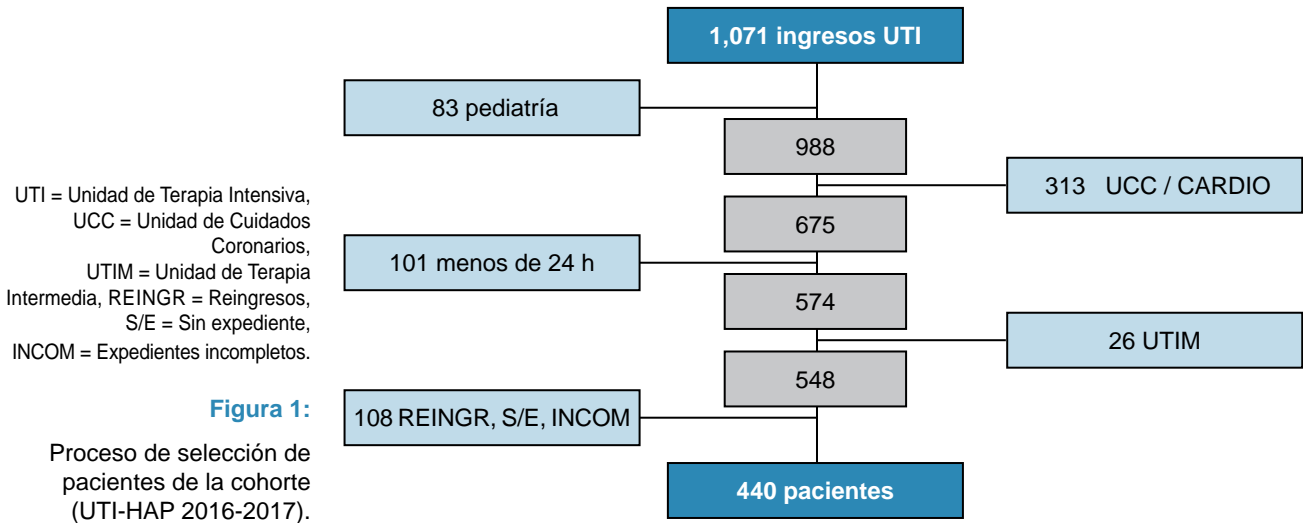 1,071 ingresos UTI
83 pediatría
988
313 UCC / CARDIO
675
101 menos de 24 h
574
26 UTIM
548
108 REINGR, S/E, INCOM
440 pacientes
UTI = Unidad de Terapia Intensiva,
UCC = Unidad de Cuidados
Coronarios,
UTIM = Unidad de Terapia
Intermedia, REINGR = Reingresos,
S/E = Sin expediente,
INCOM = Expedientes incompletos.
Figura 1:
Proceso de selección de
pacientes de la cohorte
(UTI-HAP 2016-2017).